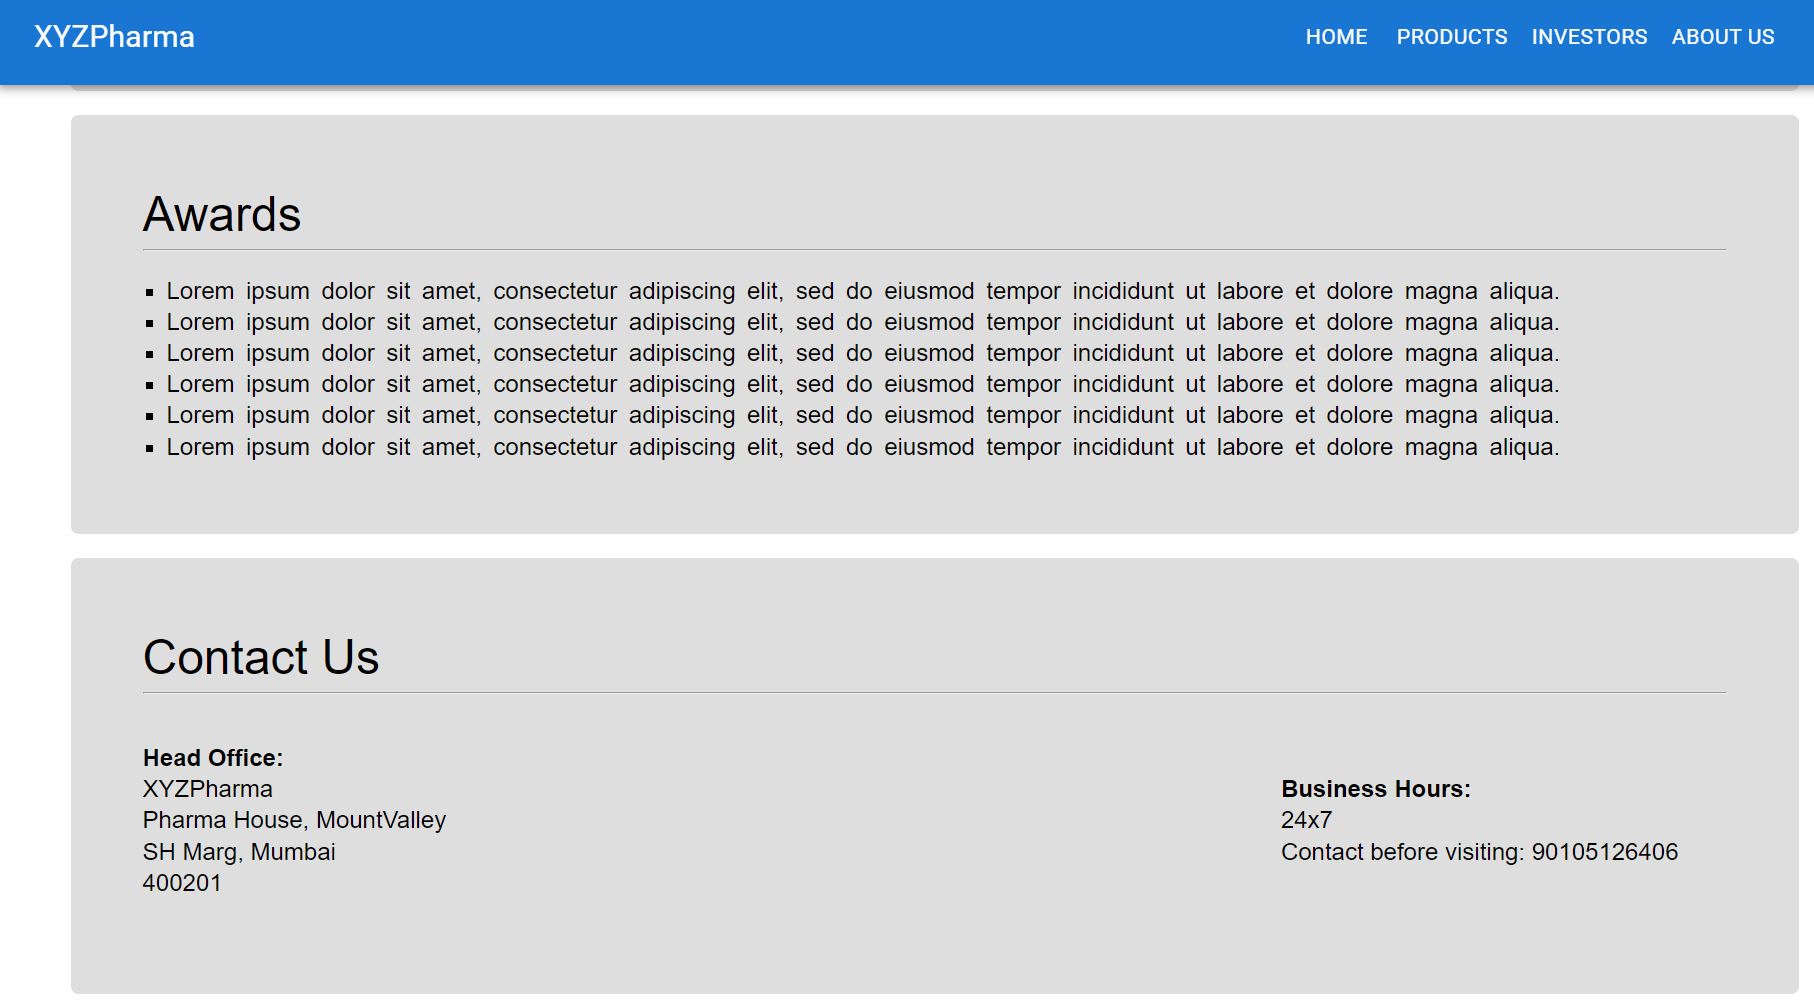 XYZPharma
HOME PRODUCTS INVESTORS ABOUT US
Awards
Lorem ipsum dolor sit amet, consectetur adipiscing elit, sed do eiusmod tempor incididunt ut labore et dolore magna aliqua.
Lorem ipsum dolor sit amet, consectetur adipiscing elit, sed do eiusmod tempor incididunt ut labore et dolore magna aliqua.
Lorem ipsum dolor sit amet, consectetur adipiscing elit, sed do eiusmod tempor incididunt ut labore et dolore magna aliqua.
Lorem ipsum dolor sit amet, consectetur adipiscing elit, sed do eiusmod tempor incididunt ut labore et dolore magna aliqua.
Lorem ipsum dolor sit amet, consectetur adipiscing elit, sed do eiusmod tempor incididunt ut labore et dolore magna aliqua.
Lorem ipsum dolor sit amet, consectetur adipiscing elit, sed do eiusmod tempor incididunt ut labore et dolore magna aliqua.
Contact Us
Head Office:
XYZPharma
Pharma House, MountValley
SH Marg, Mumbai
400201
Business Hours:
24x7
Contact before visiting: 90105126406